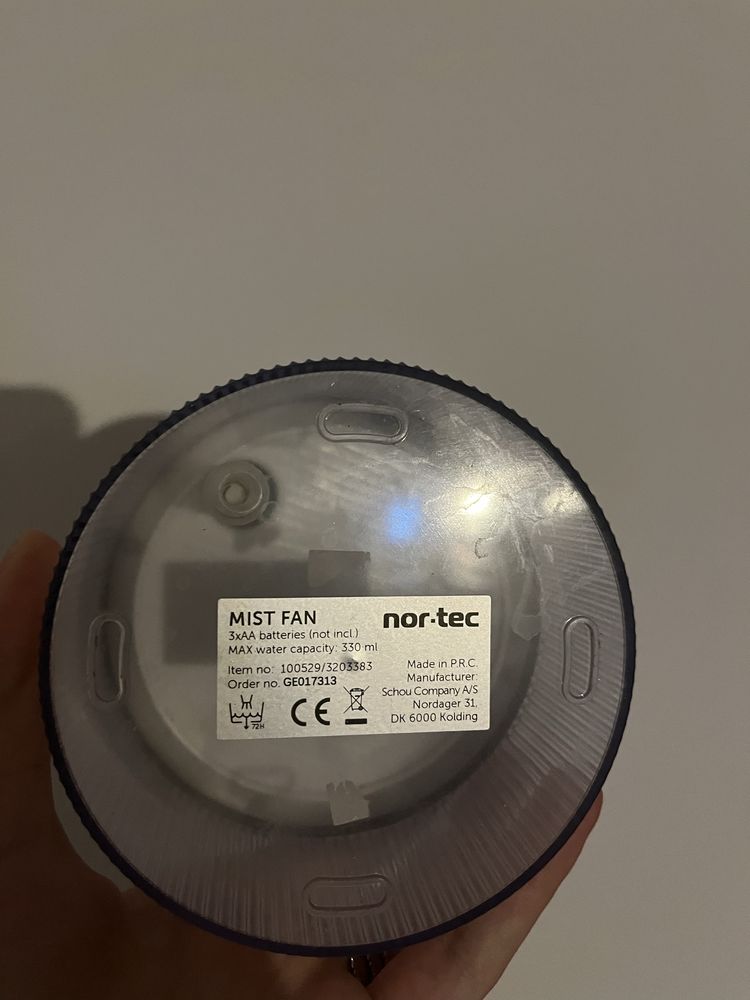 MIST FAN
nor-tec
3xAA batteries (not incl.)
MAX water capacity: 330 ml
Item no: 100529/3203383
Order no. GE017313
Made in P.R.C.
Manufacturer:
Schou Company A/S
Nordager 31,
DK 6000 Kolding
72H
CE